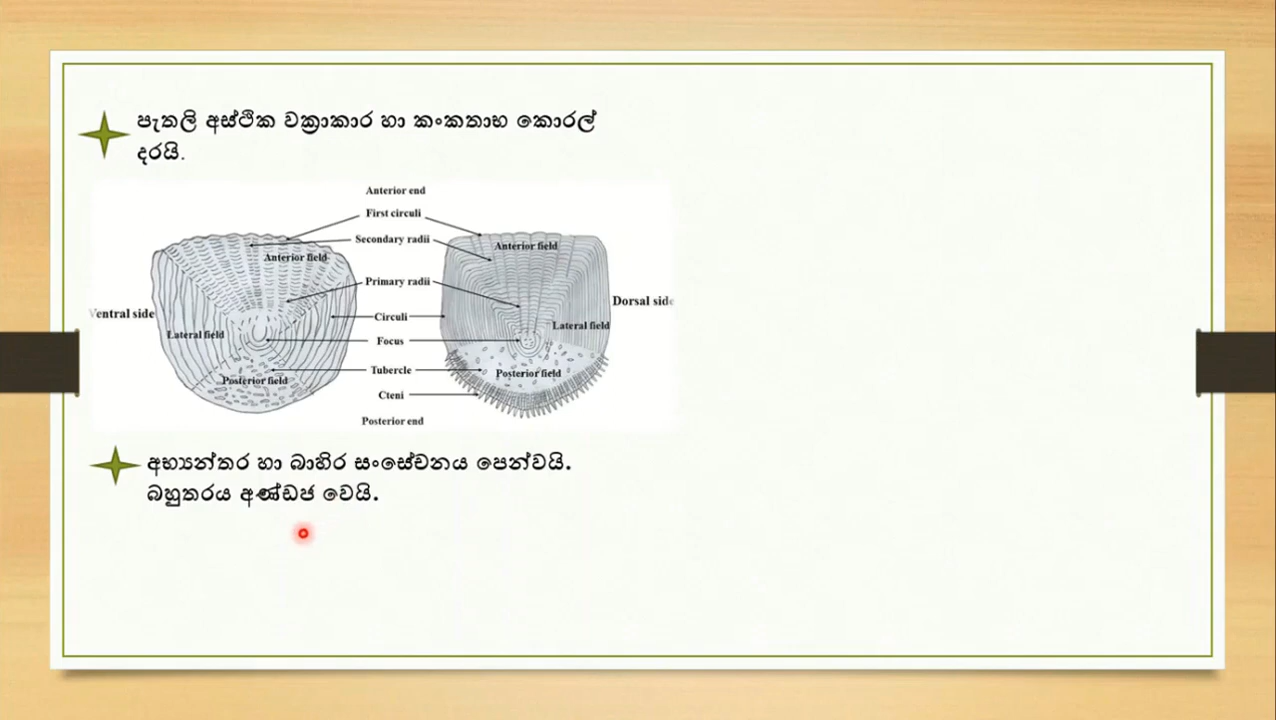 පැතලි අස්ථික වක්‍රාකාර හා කංකතාභ කොරල්
දරයි.
Anterior end
First circuli
Secondary radii
Anterior field
Anterior field
Primary radii
Ventral side
Dorsal side
Circuli
Lateral field
Lateral field
Focus
Tubercle
Posterior field
Posterior field
Cteni
Posterior end
අභ්‍යන්තර හා බාහිර සංසේචනය පෙන්වයි.
බහුතරය අණ්ඩජ වෙයි.